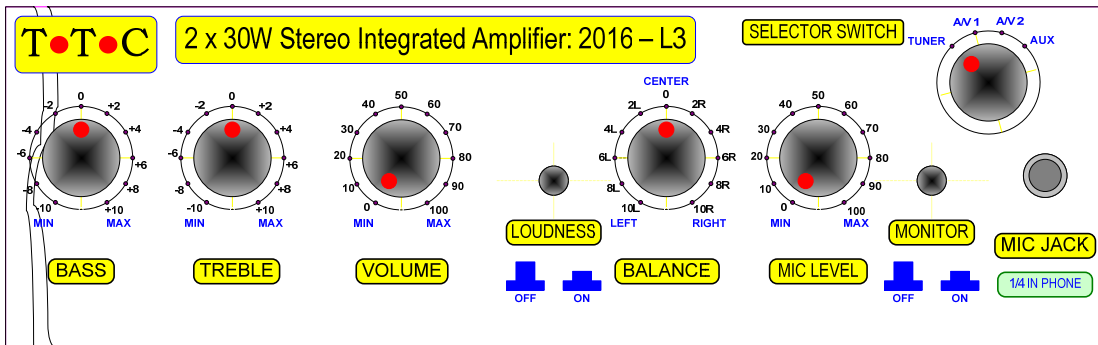 T•T•C
2 x 30W Stereo Integrated Amplifier: 2016 – L3
SELECTOR SWITCH
TUNER
A/V 1
A/V 2
AUX
0
-2 +2
-4 +4
-6 +6
-8 +8
-10 +10
MIN MAX
BASS
0
-2 +2
-4 +4
-6 +6
-8 +8
-10 +10
MIN MAX
TREBLE
50
40 60
30 70
20 80
10 90
0 100
MIN MAX
VOLUME
LOUDNESS
OFF ON
CENTER
0
2L 2R
4L 4R
6L 6R
8L 8R
10L 10R
LEFT RIGHT
BALANCE
50
40 60
30 70
20 80
10 90
0 100
MIN MAX
MIC LEVEL
MONITOR
OFF ON
MIC JACK
1/4 IN PHONE